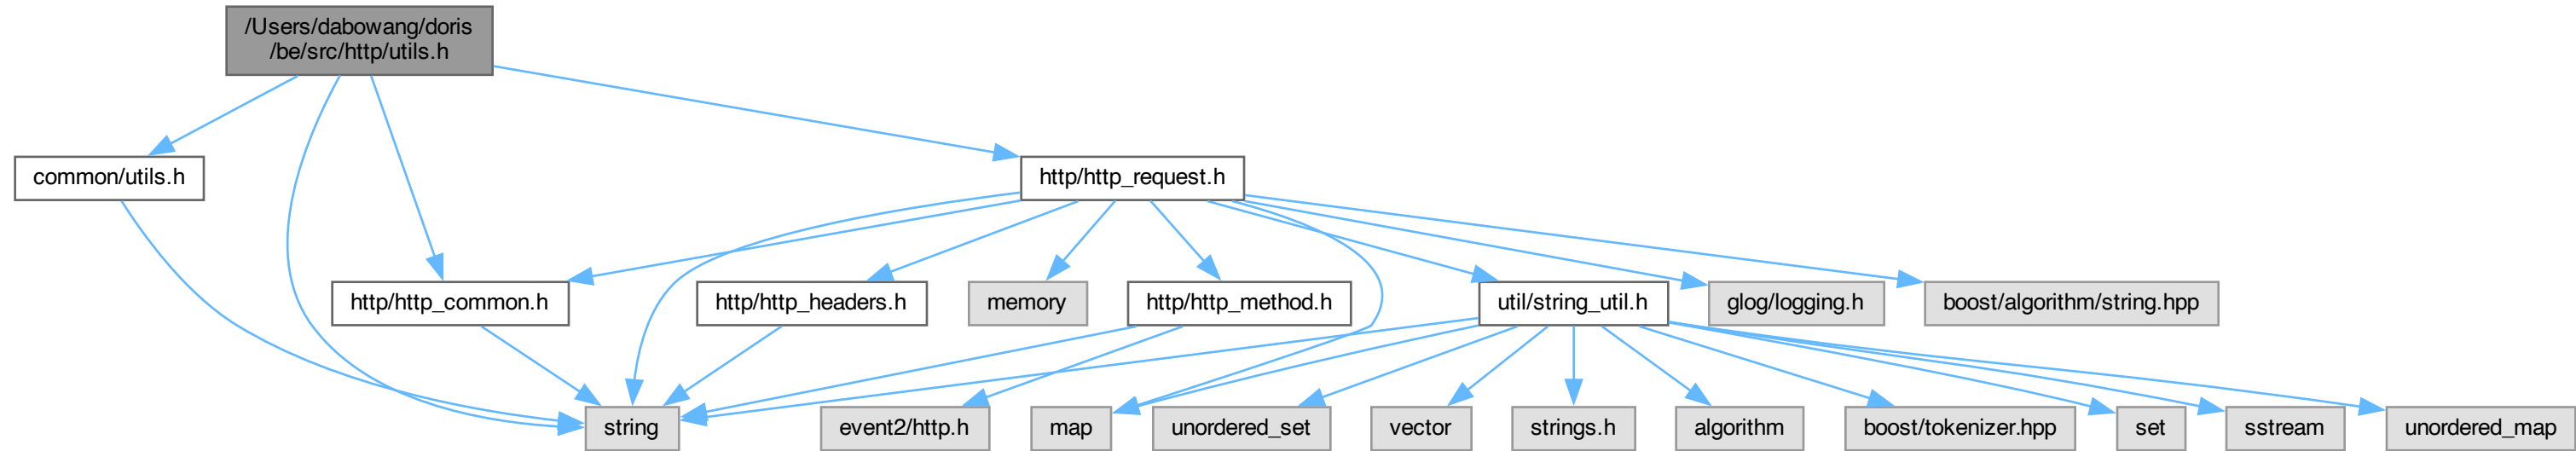 /Users/dabowang/doris
/be/src/http/utils.h
common/utils.h
http/http_request.h
http/http_common.h
http/http_headers.h
memory
http/http_method.h
util/string_util.h
glog/logging.h
boost/algorithm/string.hpp
string
event2/http.h
map
unordered_set
vector
strings.h
algorithm
boost/tokenizer.hpp
set
sstream
unordered_map